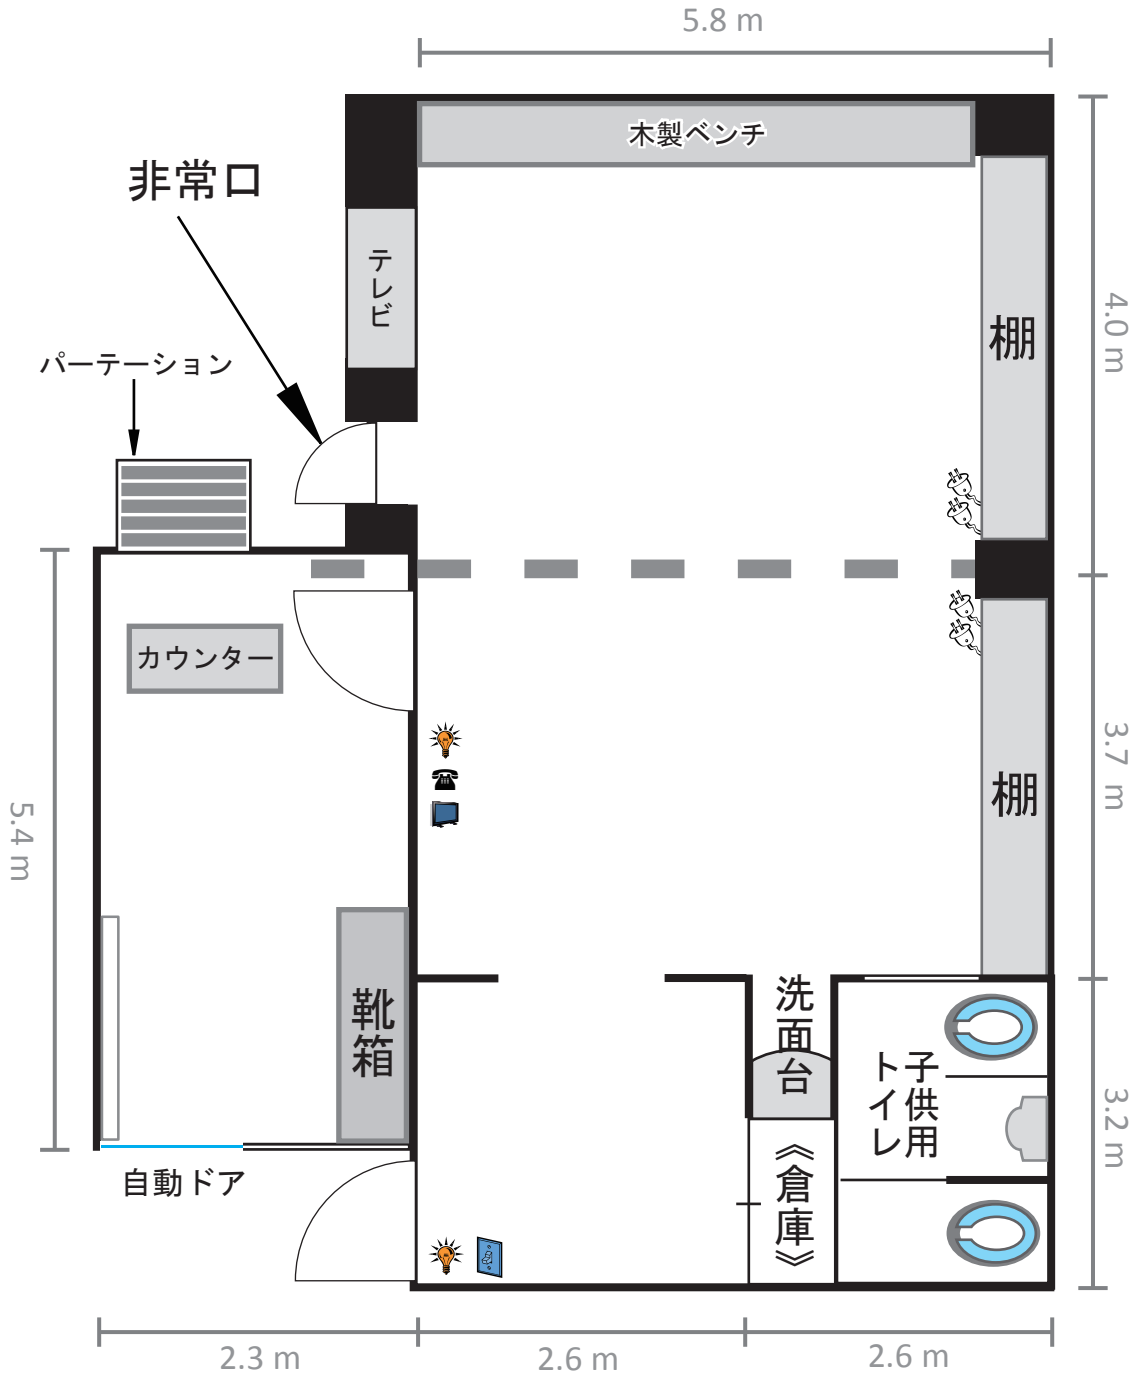 5.8 m
木製ベンチ
非常口
テレビ
パーテーション
棚
4.0 m
カウンター
棚
3.7 m
5.4 m
靴箱
洗面台
子供用
トイレ
3.2 m
自動ドア
《倉庫》
2.3 m
2.6 m
2.6 m